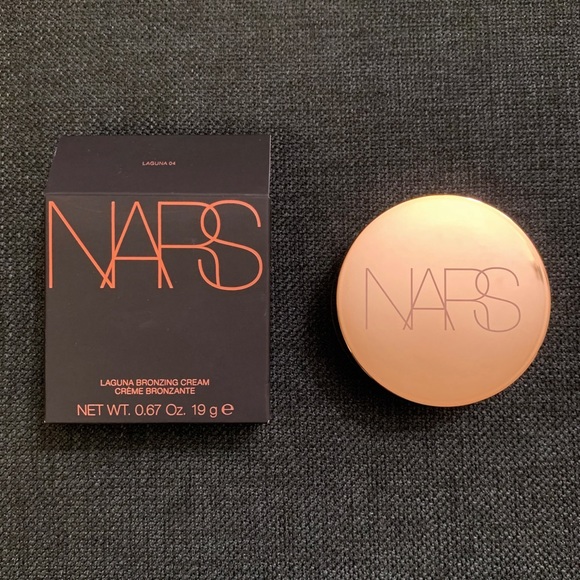 LAGUNA 04
NARS
LAGUNA BRONZING CREAM
CRÈME BRONZANTE
NET WT. 0.67 Oz. 19 g e
NARS